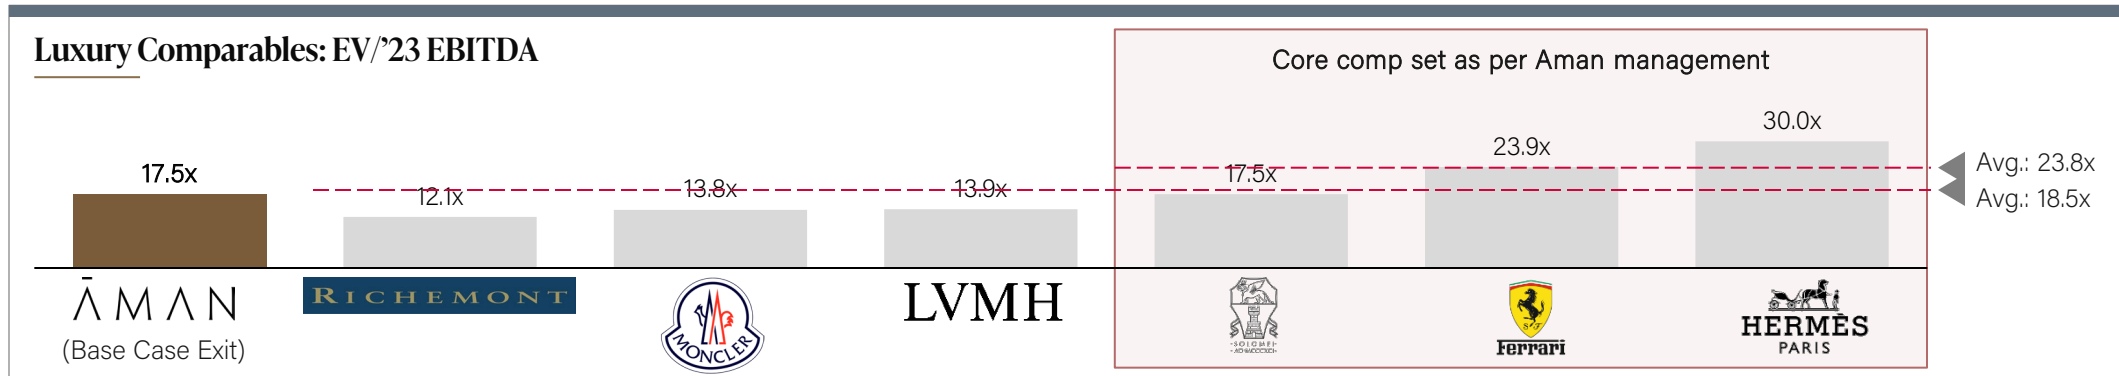 Luxury Comparables: EV/’23 EBITDA
Core comp set as per Aman management
17.5x
12.1x
13.8x
13.9x
17.5x
23.9x
30.0x
Avg.: 23.8x
Avg.: 18.5x
ĀMAN
(Base Case Exit)
RICHEMONT
MONCLER
LVMH
SOLOMEI
S F
Ferrari
HERMÈS
PARIS